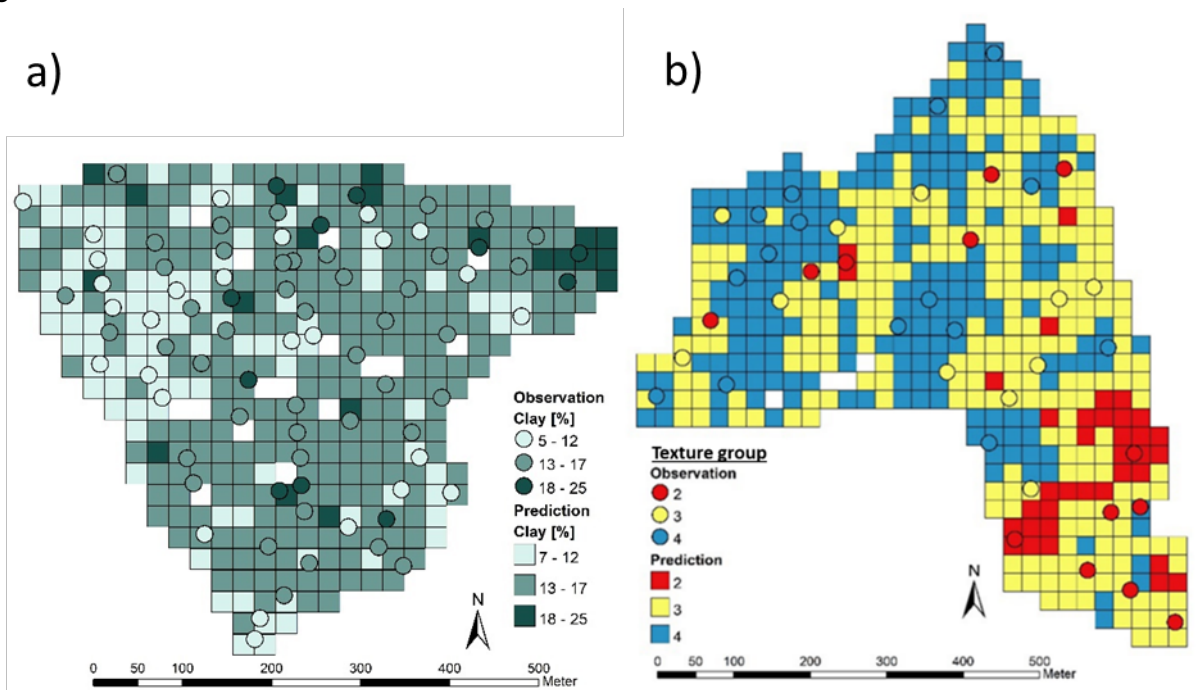 a)
b)
Observation
Clay [%]
5 - 12
13 - 17
18 - 25
Prediction
Clay [%]
7 - 12
13 - 17
18 - 25
N
0 50 100 200 300 400 500
Meter
Texture group
Observation
2
3
4
Prediction
2
3
4
N
0 50 100 200 300 400 500
Meter